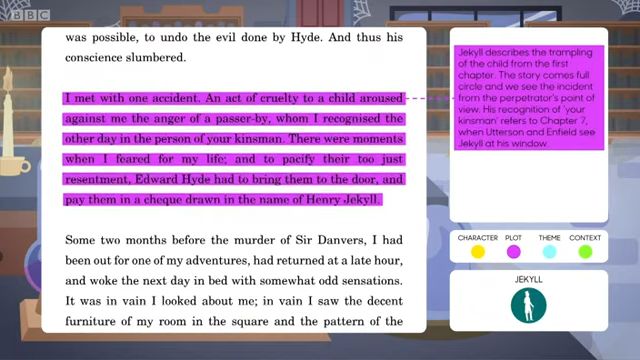 BBC
was possible, to undo the evil done by Hyde. And thus his
conscience slumbered.
I met with one accident. An act of cruelty to a child aroused
against me the anger of a passer-by, whom I recognised the
other day in the person of your kinsman. There were moments
when I feared for my life; and to pacify their too just
resentment, Edward Hyde had to bring them to the door, and
pay them in a cheque drawn in the name of Henry Jekyll.
Some two months before the murder of Sir Danvers, I had
been out for one of my adventures, had returned at a late hour,
and woke the next day in bed with somewhat odd sensations.
It was in vain I looked about me; in vain I saw the decent
furniture of my room in the square and the pattern of the
Jekyll describes the trampling
of the child from the first
chapter. The story comes full
circle and we see the incident
from the perpetrator's point of
view. His recognition of 'your
kinsman' refers to Chapter 7,
when Utterson and Enfield see
Jekyll at his window.
CHARACTER PLOT THEME CONTEXT
JEKYLL